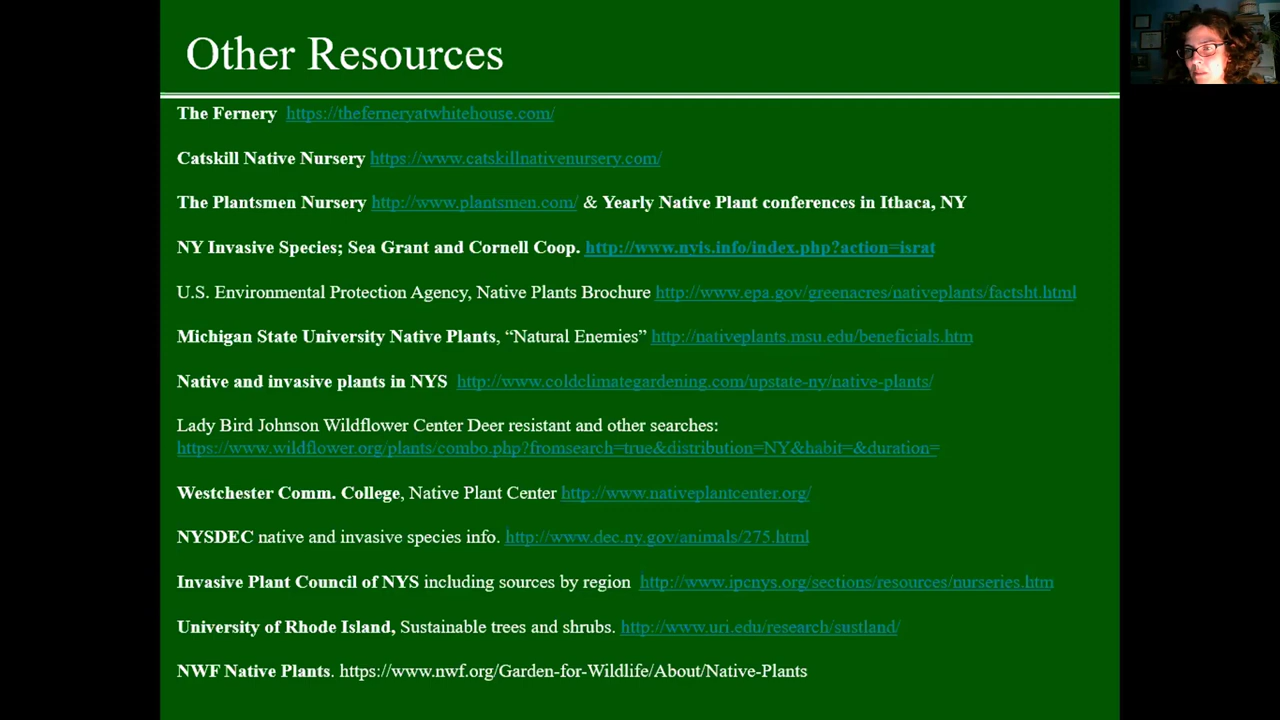 Other Resources
The Fernery https://theferneryatwhitehouse.com/
Catskill Native Nursery https://www.catskillnativenursery.com/
The Plantsmen Nursery http://www.plantsmen.com/ & Yearly Native Plant conferences in Ithaca, NY
NY Invasive Species; Sea Grant and Cornell Coop. http://www.nyis.info/index.php?action=israt
U.S. Environmental Protection Agency, Native Plants Brochure http://www.epa.gov/greenacres/nativeplants/factsht.html
Michigan State University Native Plants, “Natural Enemies” http://nativeplants.msu.edu/beneficials.htm
Native and invasive plants in NYS http://www.coldclimategardening.com/upstate-ny/native-plants/
Lady Bird Johnson Wildflower Center Deer resistant and other searches:
https://www.wildflower.org/plants/combo.php?fromsearch=true&distribution=NY&habit=&duration=
Westchester Comm. College, Native Plant Center http://www.nativeplantcenter.org/
NYSDEC native and invasive species info. http://www.dec.ny.gov/animals/275.html
Invasive Plant Council of NYS including sources by region http://www.ipcnys.org/sections/resources/nurseries.htm
University of Rhode Island, Sustainable trees and shrubs. http://www.uri.edu/research/sustland/
NWF Native Plants. https://www.nwf.org/Garden-for-Wildlife/About/Native-Plants